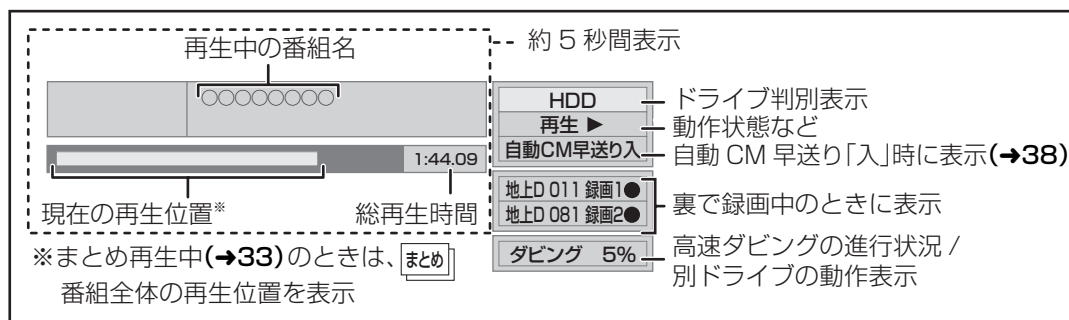 再生中の番組名
約 5 秒間表示
○○○○○○○○
1:44.09
現在の再生位置※
総再生時間
※まとめ再生中(➜33)のときは、まとめ
番組全体の再生位置を表示
HDD
ドライブ判別表示
再生 ▶
動作状態など
自動CM早送り入
自動 CM 早送り「入」時に表示(➜38)
地上D 011 録画1●
地上D 081 録画2●
裏で録画中のときに表示
ダビング 5%
高速ダビングの進行状況 /
別ドライブの動作表示